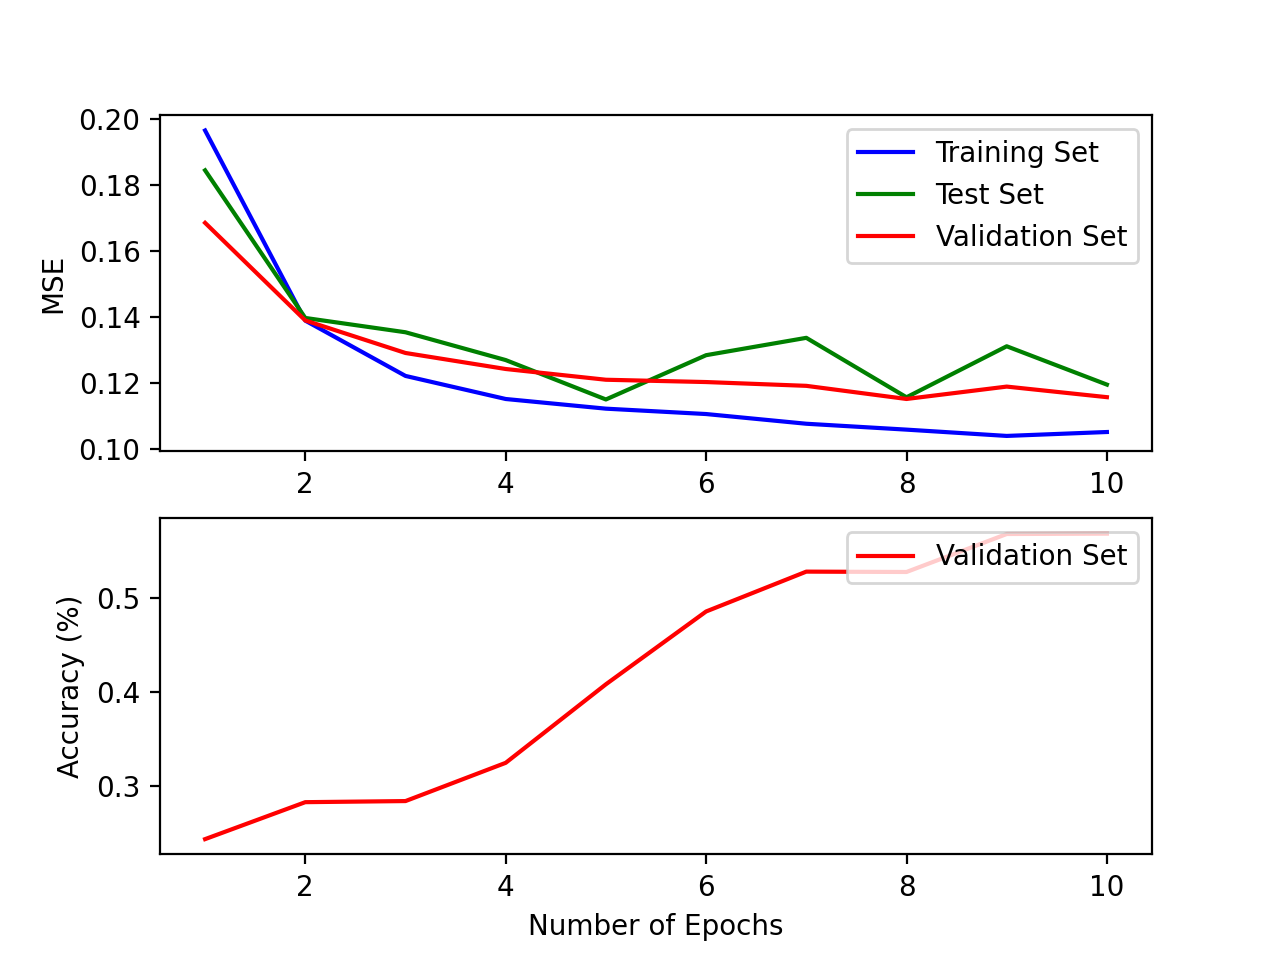 0.20
0.18
0.16
0.14
0.12
0.10
MSE
Training Set
Test Set
Validation Set
2 4 6 8 10
0.5
0.4
0.3
Accuracy (%)
Validation Set
2 4 6 8 10
Number of Epochs